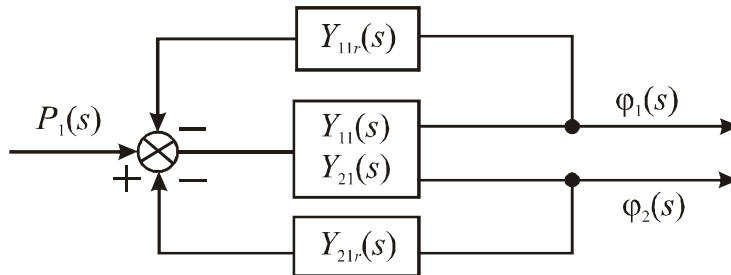 Y₁₁ᵣ(s)
P₁(s)
φ₁(s)
Y₁₁(s)
Y₂₁(s)
φ₂(s)
Y₂₁ᵣ(s)
−
+
−